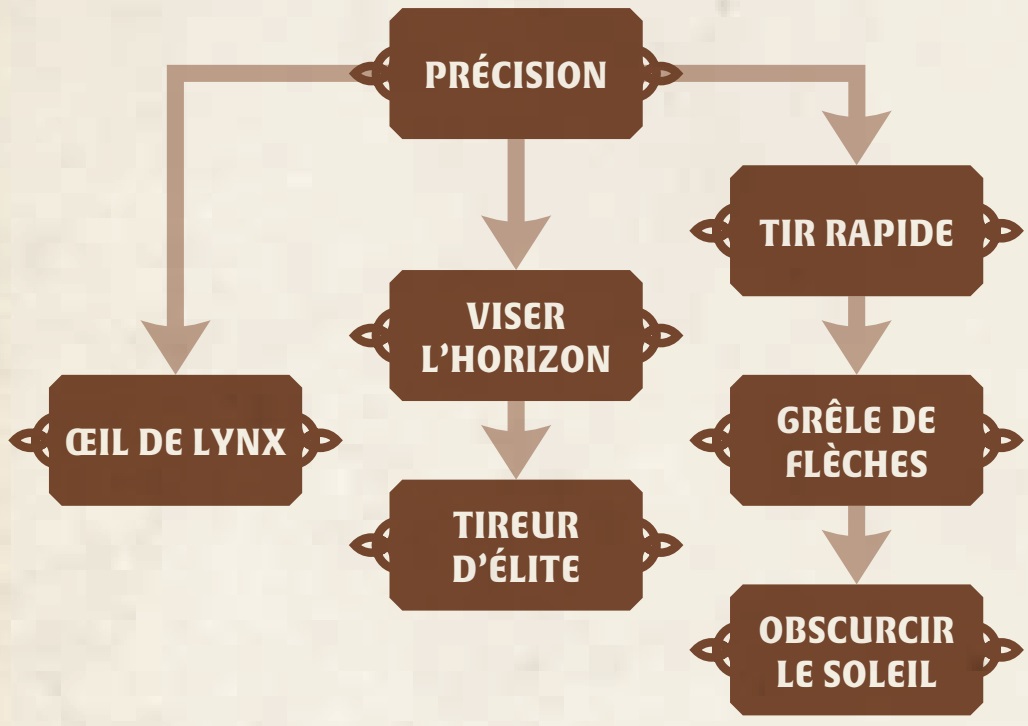 PRÉCISION
TIR RAPIDE
VISER
L’HORIZON
ŒIL DE LYNX
GRÊLE DE
FLÈCHES
TIREUR
D’ÉLITE
OBSCURCIR
LE SOLEIL